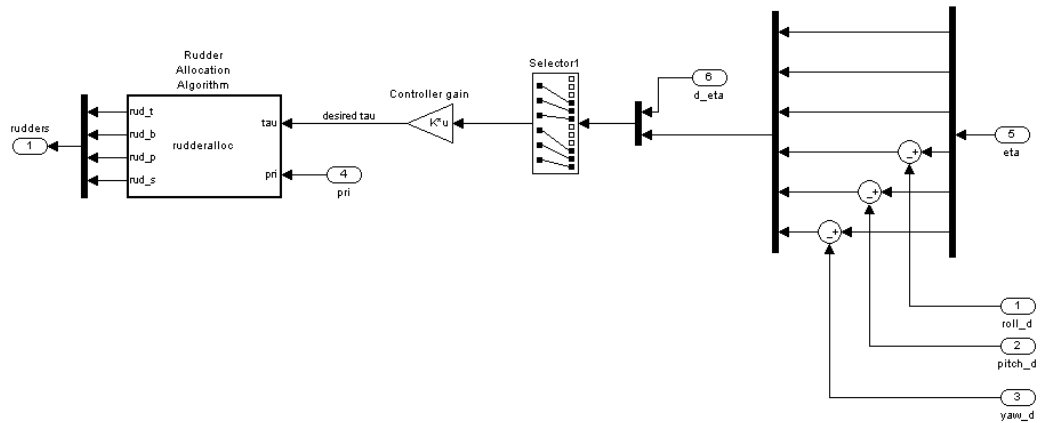 Rudder
Allocation
Algorithm
rudders
1
rud_t
rud_b
rud_p
rud_s
rudderalloc
tau
pri
desired tau
4
pri
Controller gain
K*u
Selector1
6
d_eta
5
eta
_+
_+
_+
1
roll_d
2
pitch_d
3
yaw_d